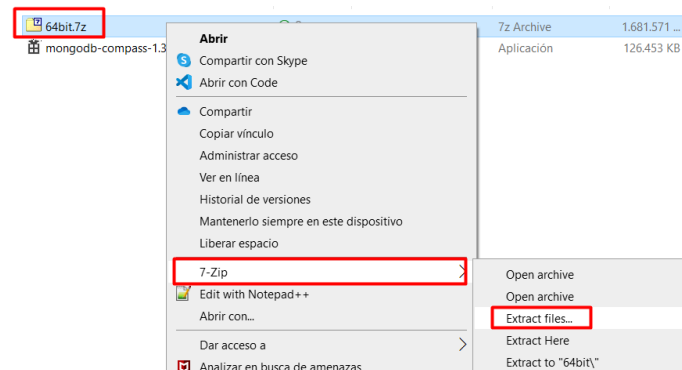 64bit.7z 7z Archive 1.681.571 ...
mongodb-compass-1.3 Aplicación 126.453 KB
Abrir
Compartir con Skype
Abrir con Code
Compartir
Copiar vínculo
Administrar acceso
Ver en línea
Historial de versiones
Mantenerlo siempre en este dispositivo
Liberar espacio
7-Zip
Edit with Notepad++
Abrir con...
Dar acceso a
Analizar en busca de amenazas
Open archive
Open archive
Extract files...
Extract Here
Extract to "64bit\"